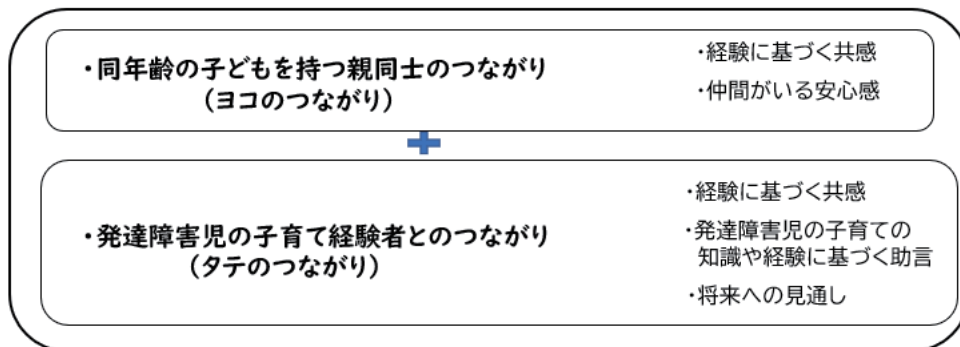 ・同年齢の子どもを持つ親同士のつながり
(ヨコのつながり)
・経験に基づく共感
・仲間がいる安心感
・発達障害児の子育て経験者とのつながり
(タテのつながり)
・経験に基づく共感
・発達障害児の子育ての
知識や経験に基づく助言
・将来への見通し